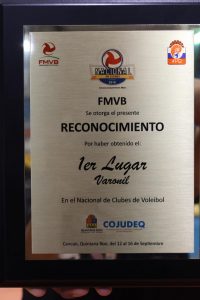 FMVB
NACIONAL
FMVB
Se otorga el presente
RECONOCIMIENTO
Por haber obtenido el:
1er Lugar
Varonil
En el Nacional de Clubes de Voleibol
COJUDEQ
Cancún, Quintana Roo. del 12 al 16 de Septiembre